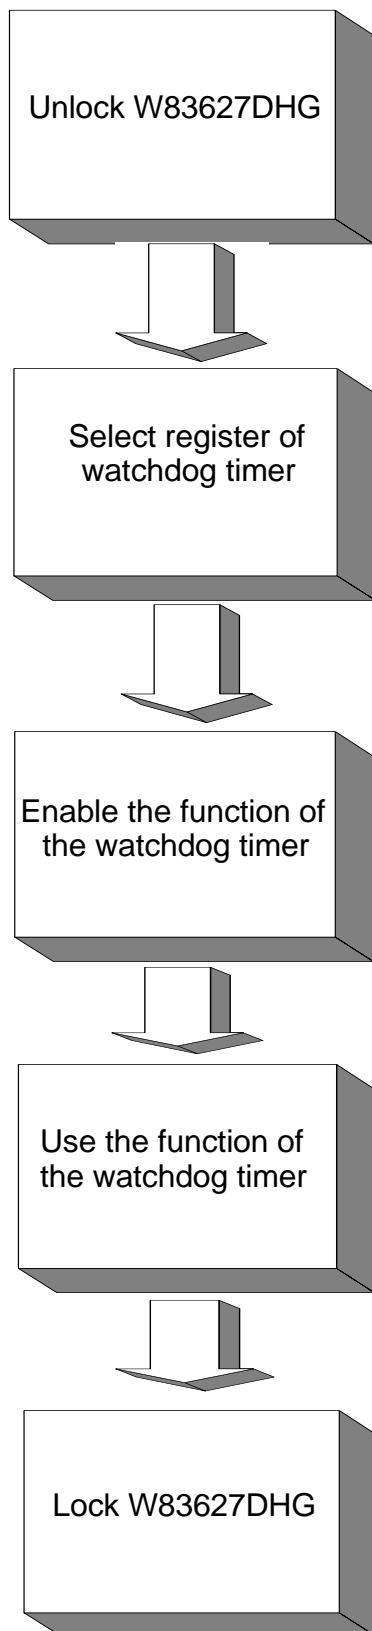 Unlock W83627DHG
Select register of
watchdog timer
Enable the function of
the watchdog timer
Use the function of
the watchdog timer
Lock W83627DHG